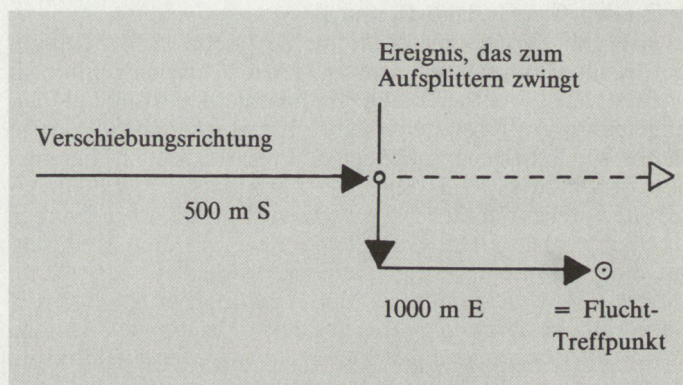 Ereignis, das zum
Aufsplittern zwingt
Verschiebungsrichtung
500 m S
1000 m E
= Flucht-
Treffpunkt